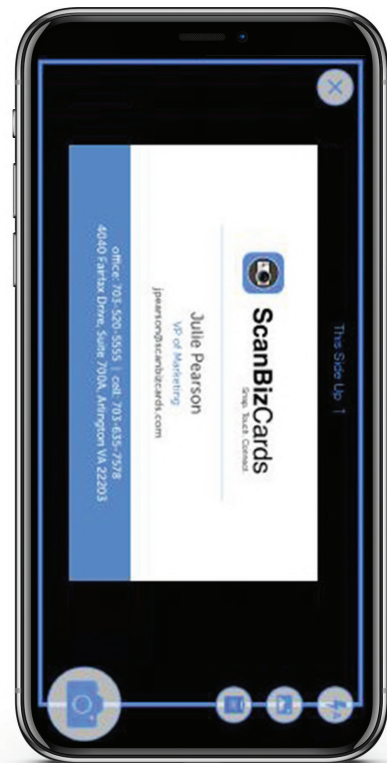 This Side Up ↑
ScanBizCards
Snap. Touch. Connect.
Julie Pearson
VP of Marketing
jpearson@scanbizcards.com
office: 703-520-5555 | cell: 703-635-7578
4040 Fairfax Drive, Suite 700A, Arlington VA 22203